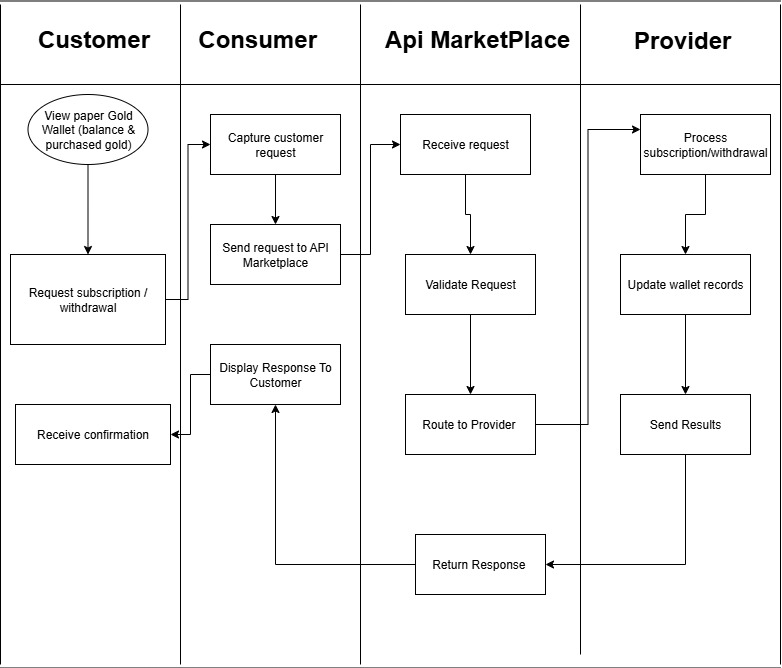 Customer
Consumer
Api MarketPlace
Provider
View paper Gold
Wallet (balance &
purchased gold)
Capture customer
request
Receive request
Process
subscription/withdrawal
Send request to API
Marketplace
Request subscription /
withdrawal
Validate Request
Update wallet records
Display Response To
Customer
Receive confirmation
Route to Provider
Send Results
Return Response